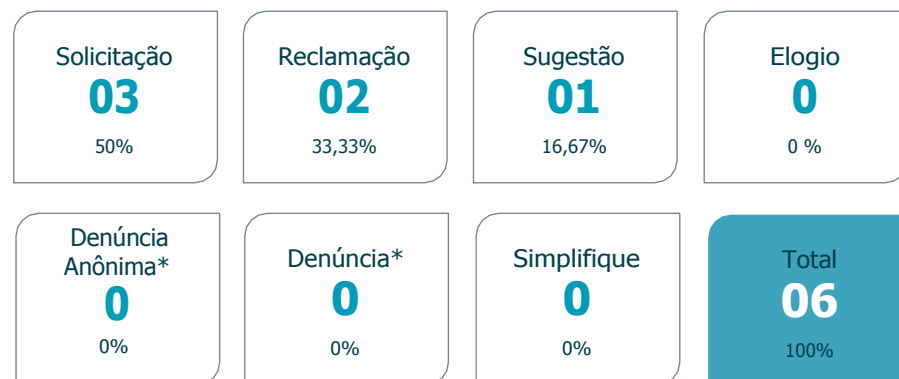 Solicitação
03
50%
Reclamação
02
33,33%
Sugestão
01
16,67%
Elogio
0
0 %
Denúncia
Anônima*
0
0%
Denúncia*
0
0%
Simplifique
0
0%
Total
06
100%